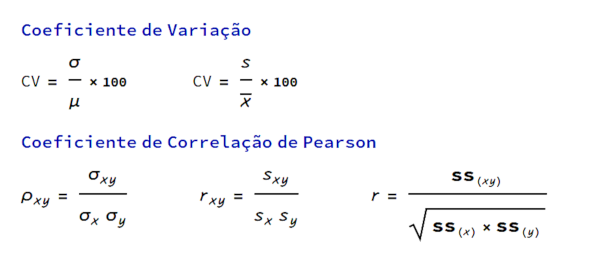 Coeficiente de Variação
CV = σ / μ × 100    CV = s / x̅ × 100
Coeficiente de Correlação de Pearson
ρxy = σxy / σx σy    rxy = sxy / sx sy    r = ss(xy) / √ ss(x) × ss(y)